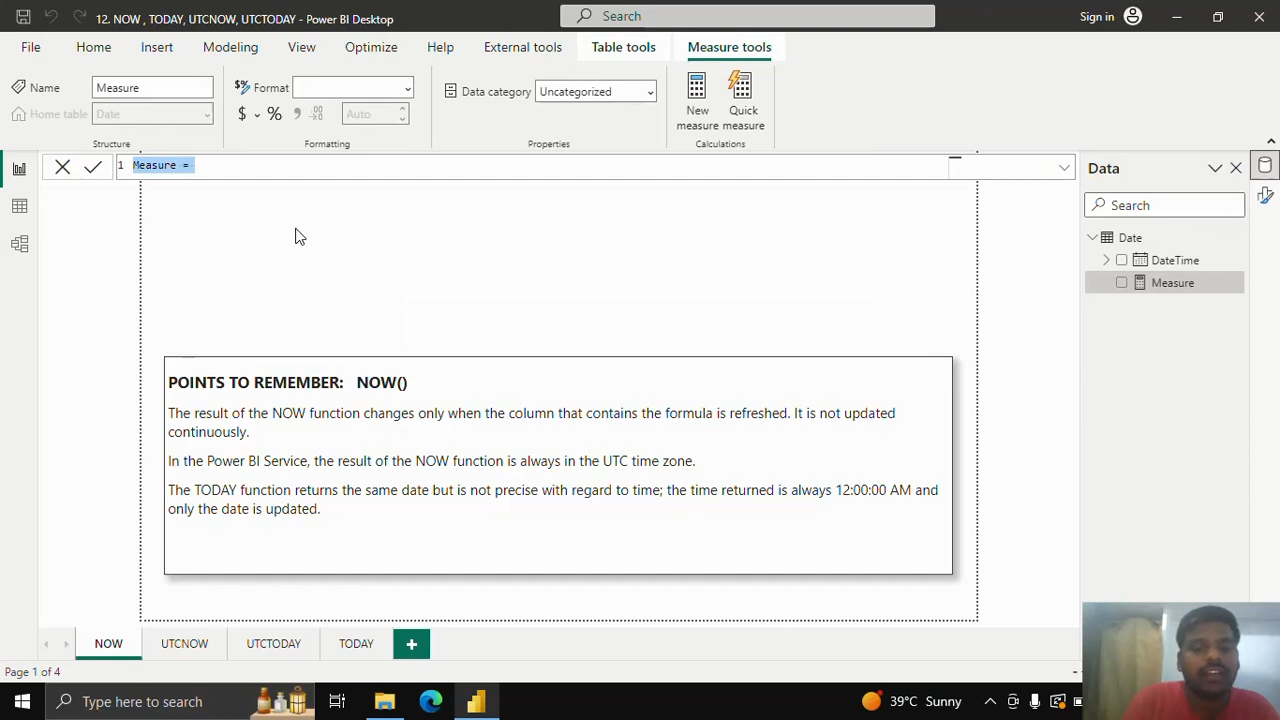 12. NOW , TODAY, UTCNOW, UTCTODAY - Power BI Desktop
Search
Sign in
File Home Insert Modeling View Optimize Help External tools Table tools Measure tools
Name Measure
Format
Data category Uncategorized
New measure
Quick measure
Home table Date
$ % Auto
Structure Formatting Properties Calculations
1 Measure =
Data
Search
Date
DateTime
Measure
POINTS TO REMEMBER: NOW()
The result of the NOW function changes only when the column that contains the formula is refreshed. It is not updated
continuously.
In the Power BI Service, the result of the NOW function is always in the UTC time zone.
The TODAY function returns the same date but is not precise with regard to time; the time returned is always 12:00:00 AM and
only the date is updated.
NOW UTCNOW UTCTODAY TODAY +
Page 1 of 4
Type here to search
39°C Sunny